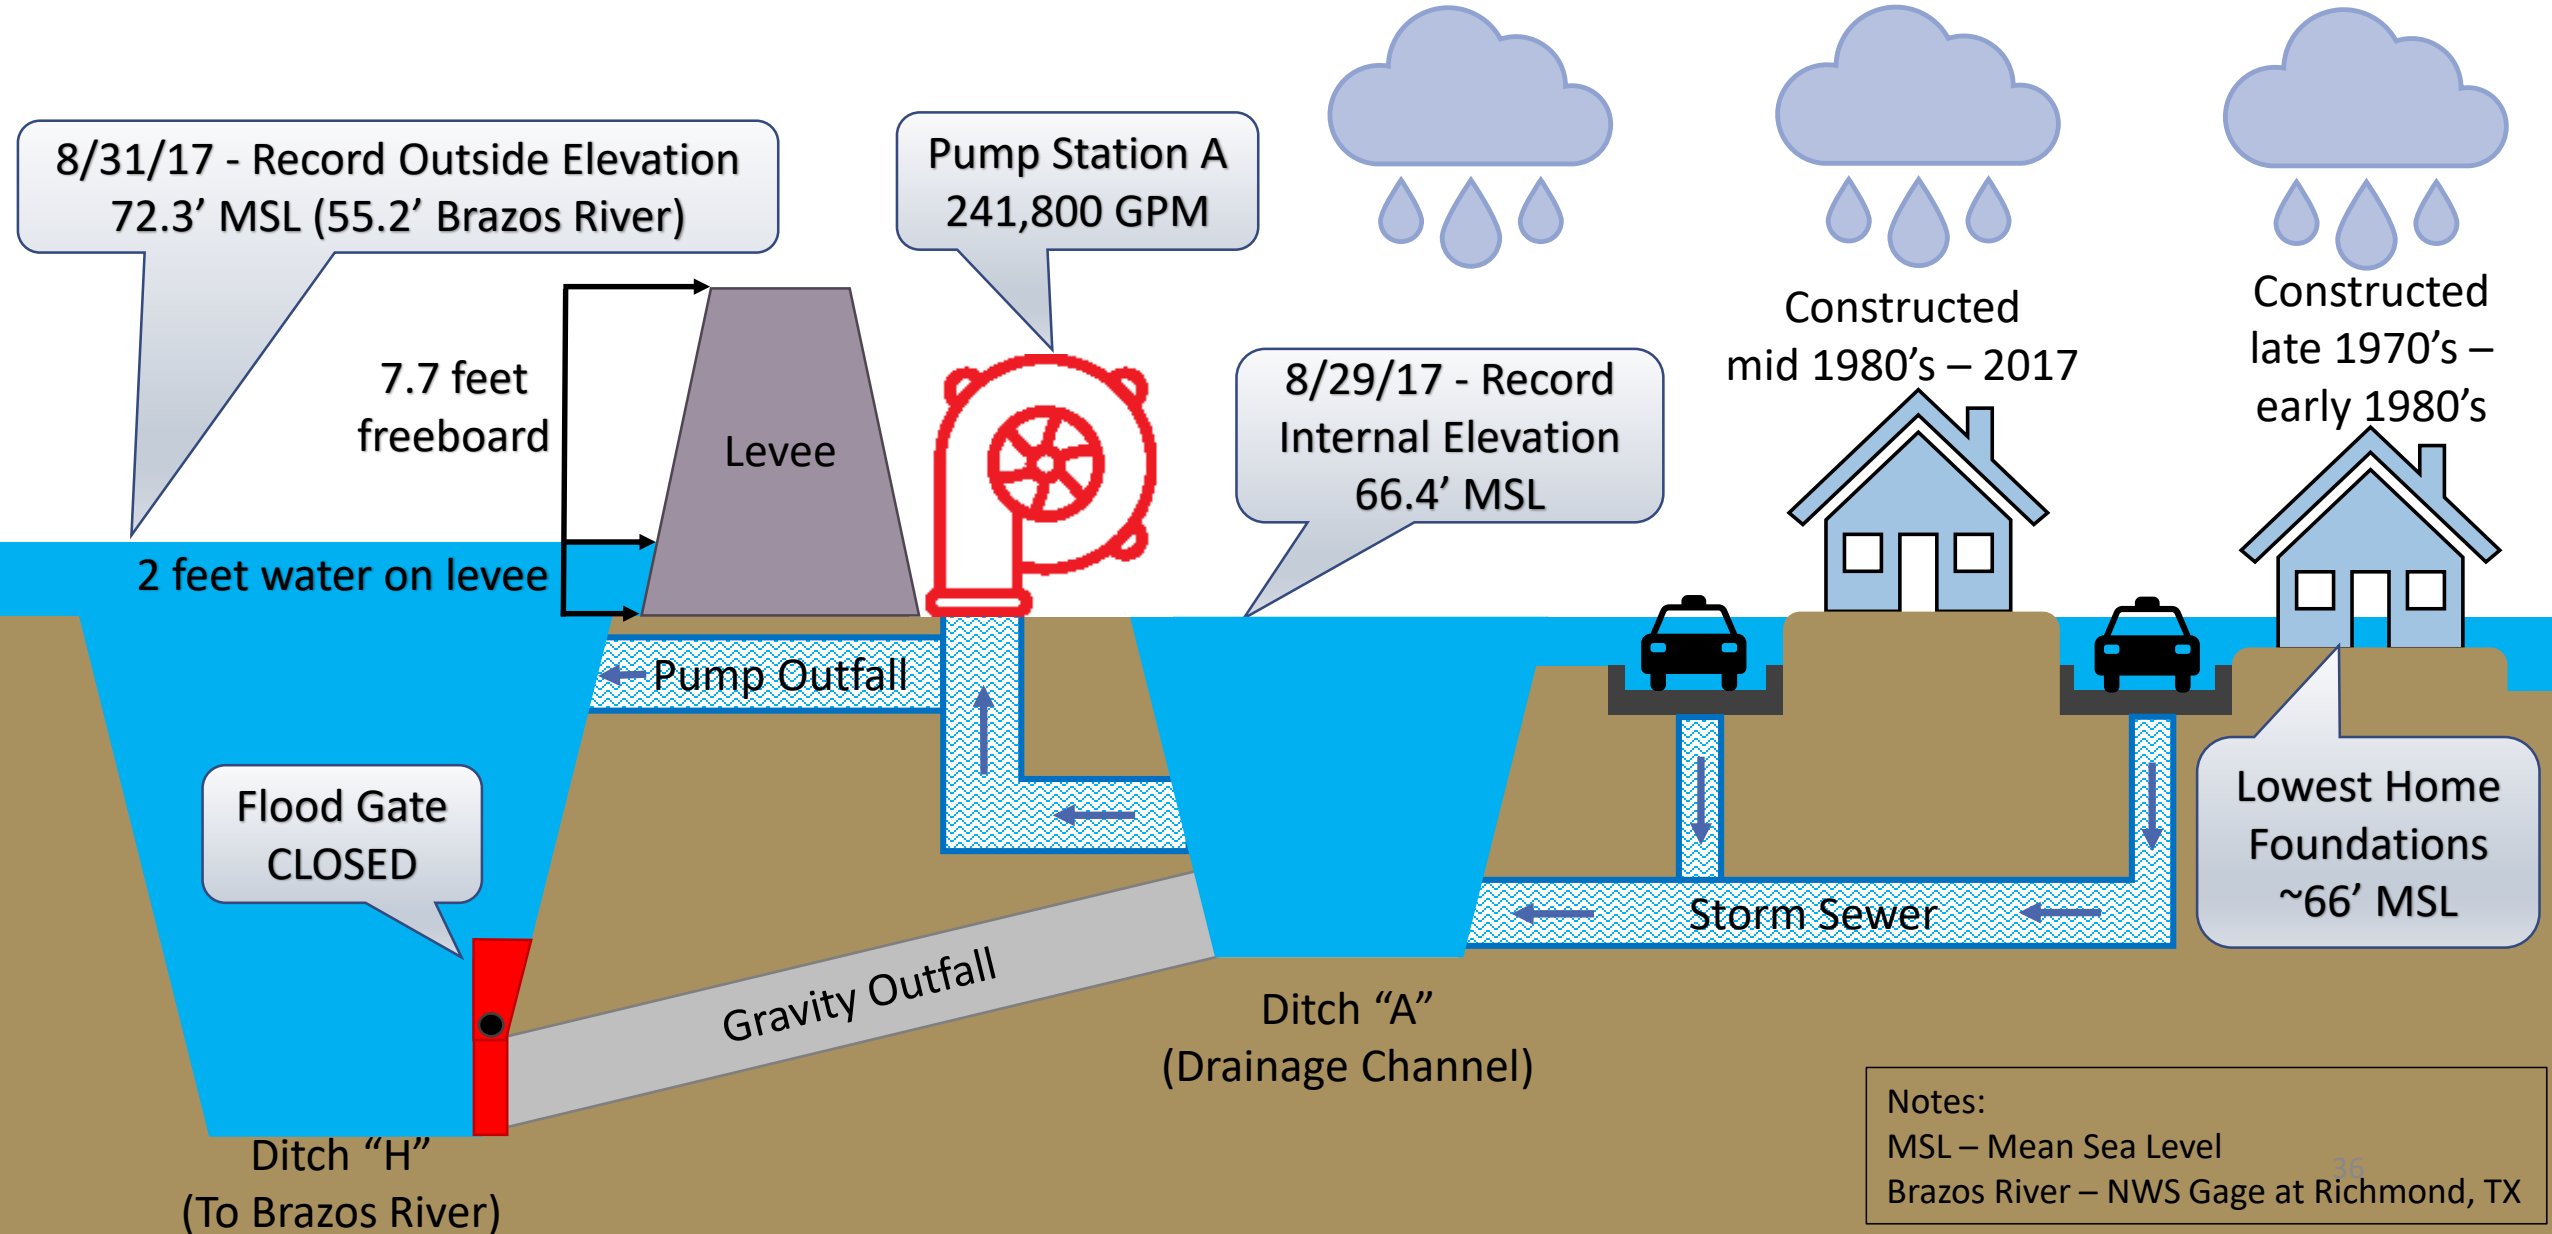 8/31/17 - Record Outside Elevation
72.3’ MSL (55.2’ Brazos River)
Pump Station A
241,800 GPM
Constructed
mid 1980’s – 2017
Constructed
late 1970’s –
early 1980’s
7.7 feet
freeboard
Levee
8/29/17 - Record
Internal Elevation
66.4’ MSL
2 feet water on levee
Pump Outfall
Flood Gate
CLOSED
Lowest Home
Foundations
~66’ MSL
Storm Sewer
Gravity Outfall
Ditch “A”
(Drainage Channel)
Ditch “H”
(To Brazos River)
Notes:
MSL – Mean Sea Level
36
Brazos River – NWS Gage at Richmond, TX